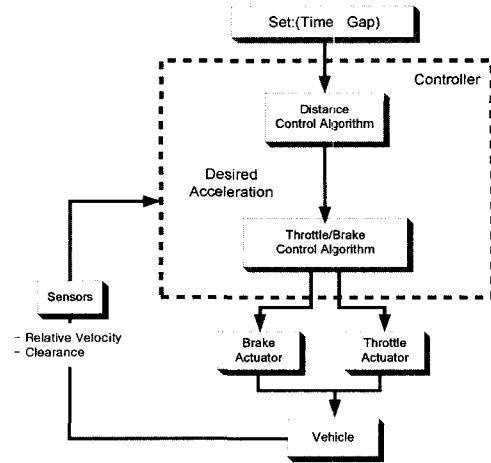 Set:(Time Gap)
Controller
Distance
Control Algorithm
Desired
Acceleration
Throttle/Brake
Control Algorithm
Sensors
- Relative Velocity
- Clearance
Brake
Actuator
Throttle
Actuator
Vehicle